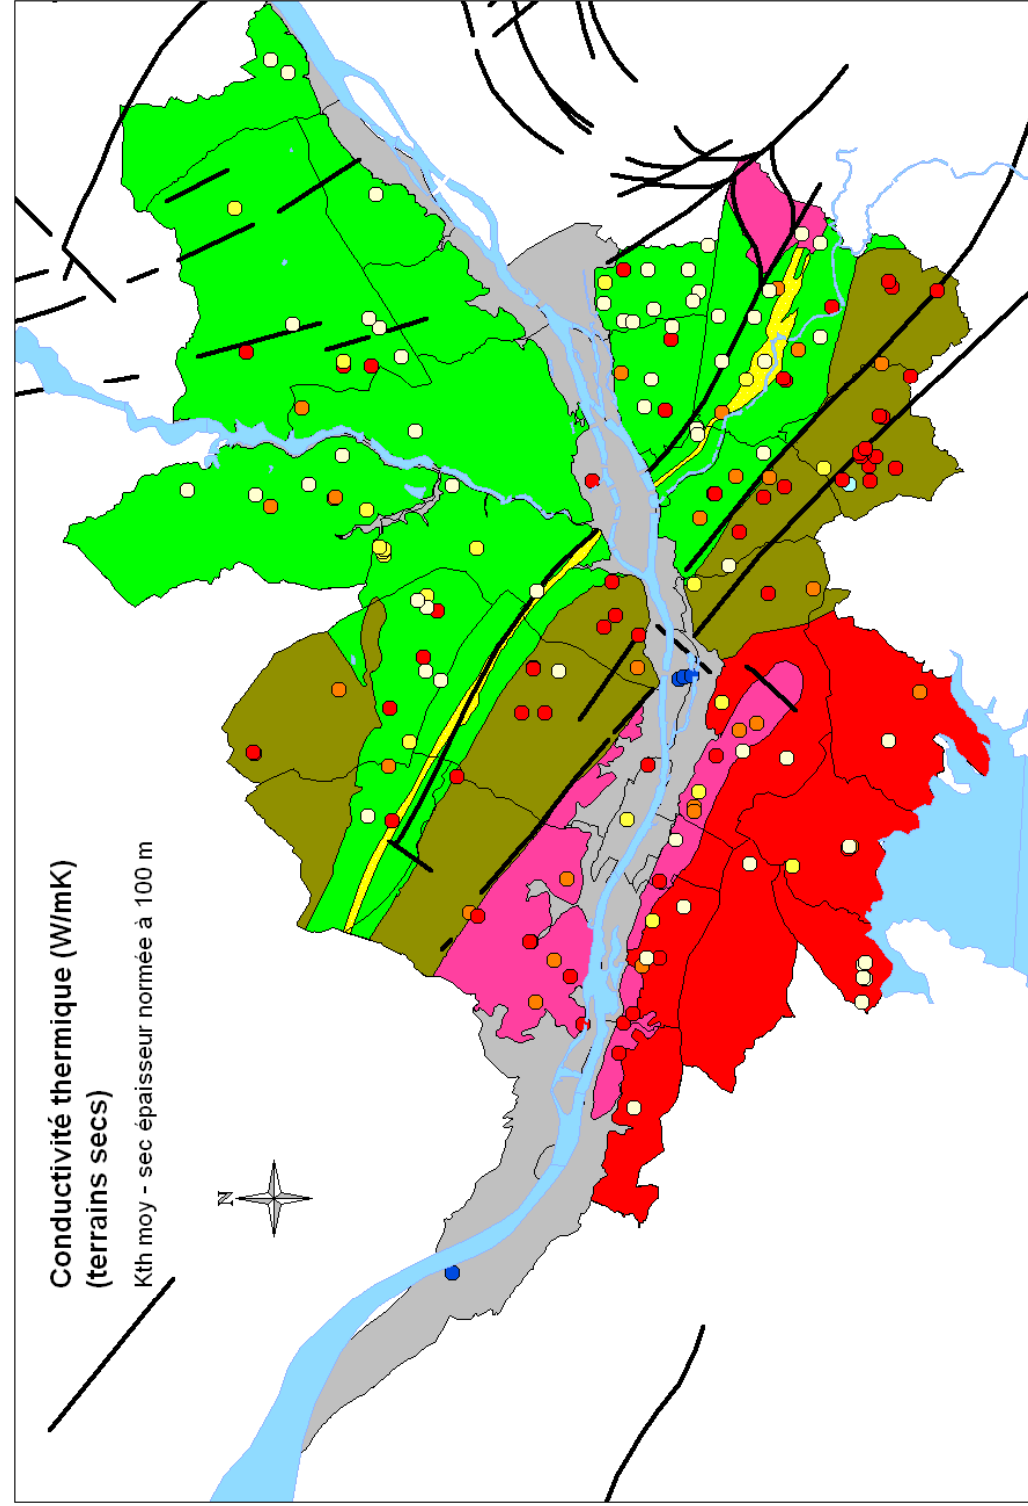 Conductivité thermique (W/mK)
(terrains secs)
Kth moy - sec épaisseur normée à 100 m
N